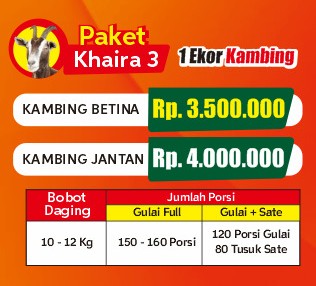 Paket
Khaira 3
1 Ekor Kambing
KAMBING BETINA Rp. 3.500.000
KAMBING JANTAN Rp. 4.000.000
Bobot Daging
Jumlah Porsi
Gulai Full
Gulai + Sate
10 - 12 Kg
150 - 160 Porsi
120 Porsi Gulai
80 Tusuk Sate